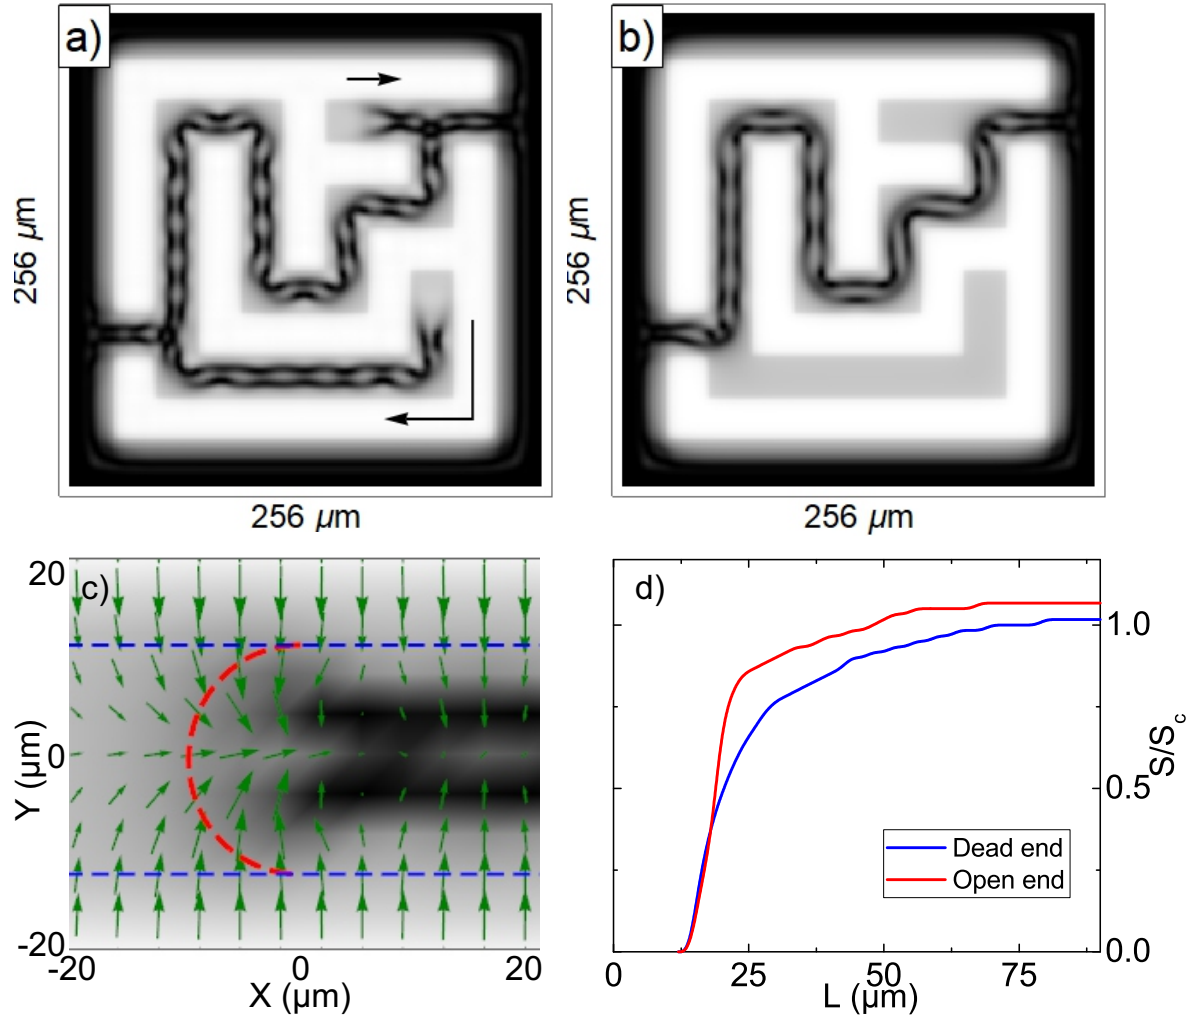 a)
256 μm
256 μm
b)
256 μm
256 μm
c)
20
0
-20
Y (μm)
-20
0
20
X (μm)
d)
1.0
0.5
0.0
S/Sc
Dead end
Open end
0
25
50
75
L (μm)